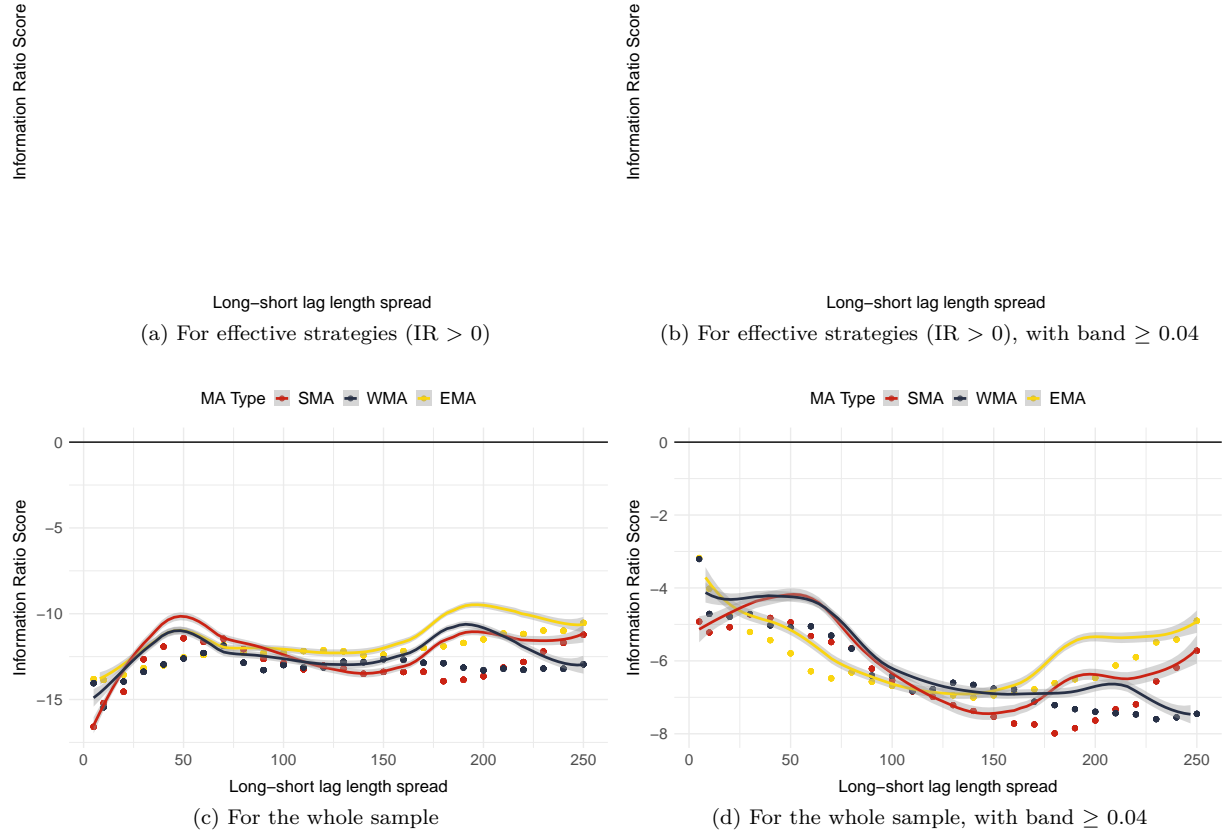 Information Ratio Score
Long−short lag length spread
(a) For effective strategies (IR > 0)
Information Ratio Score
Long−short lag length spread
(b) For effective strategies (IR > 0), with band ≥ 0.04
MA Type SMA WMA EMA
0
−5
−10
−15
Information Ratio Score
0 50 100 150 200 250
Long−short lag length spread
(c) For the whole sample
MA Type SMA WMA EMA
0
−2
−4
−6
−8
Information Ratio Score
0 50 100 150 200 250
Long−short lag length spread
(d) For the whole sample, with band ≥ 0.04